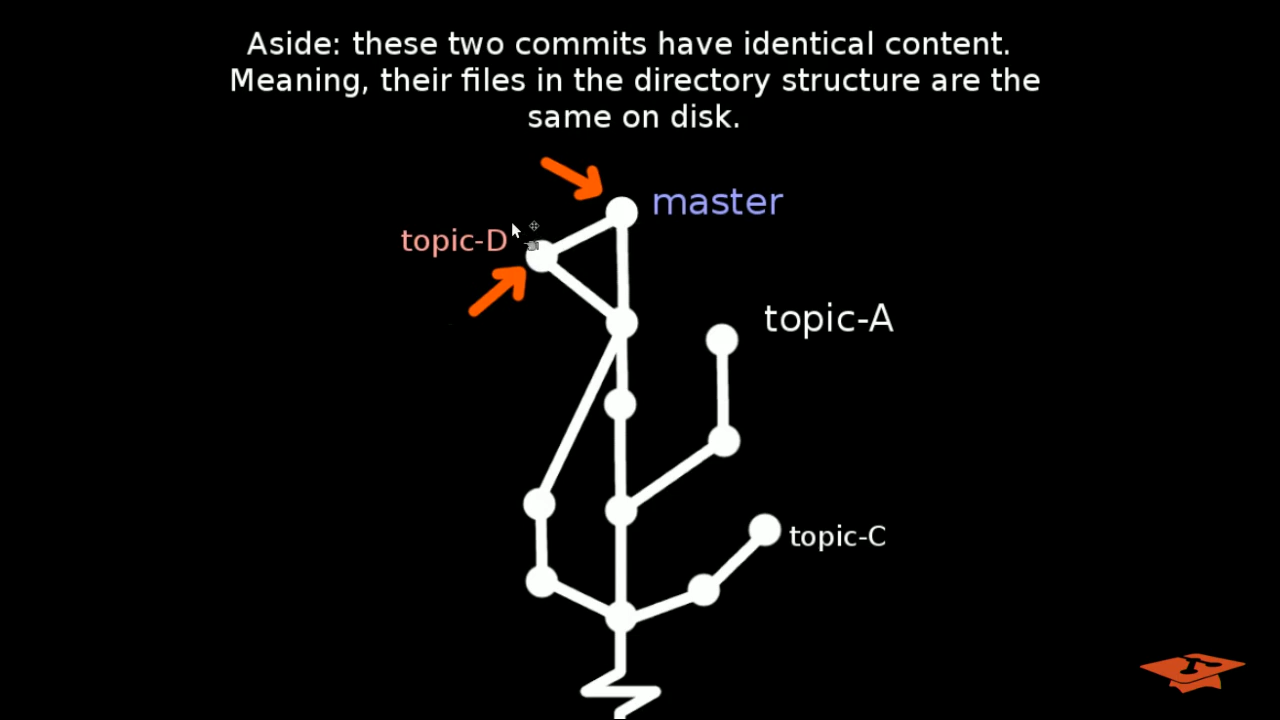 Aside: these two commits have identical content.
Meaning, their files in the directory structure are the
same on disk.
master
topic-D
topic-A
topic-C